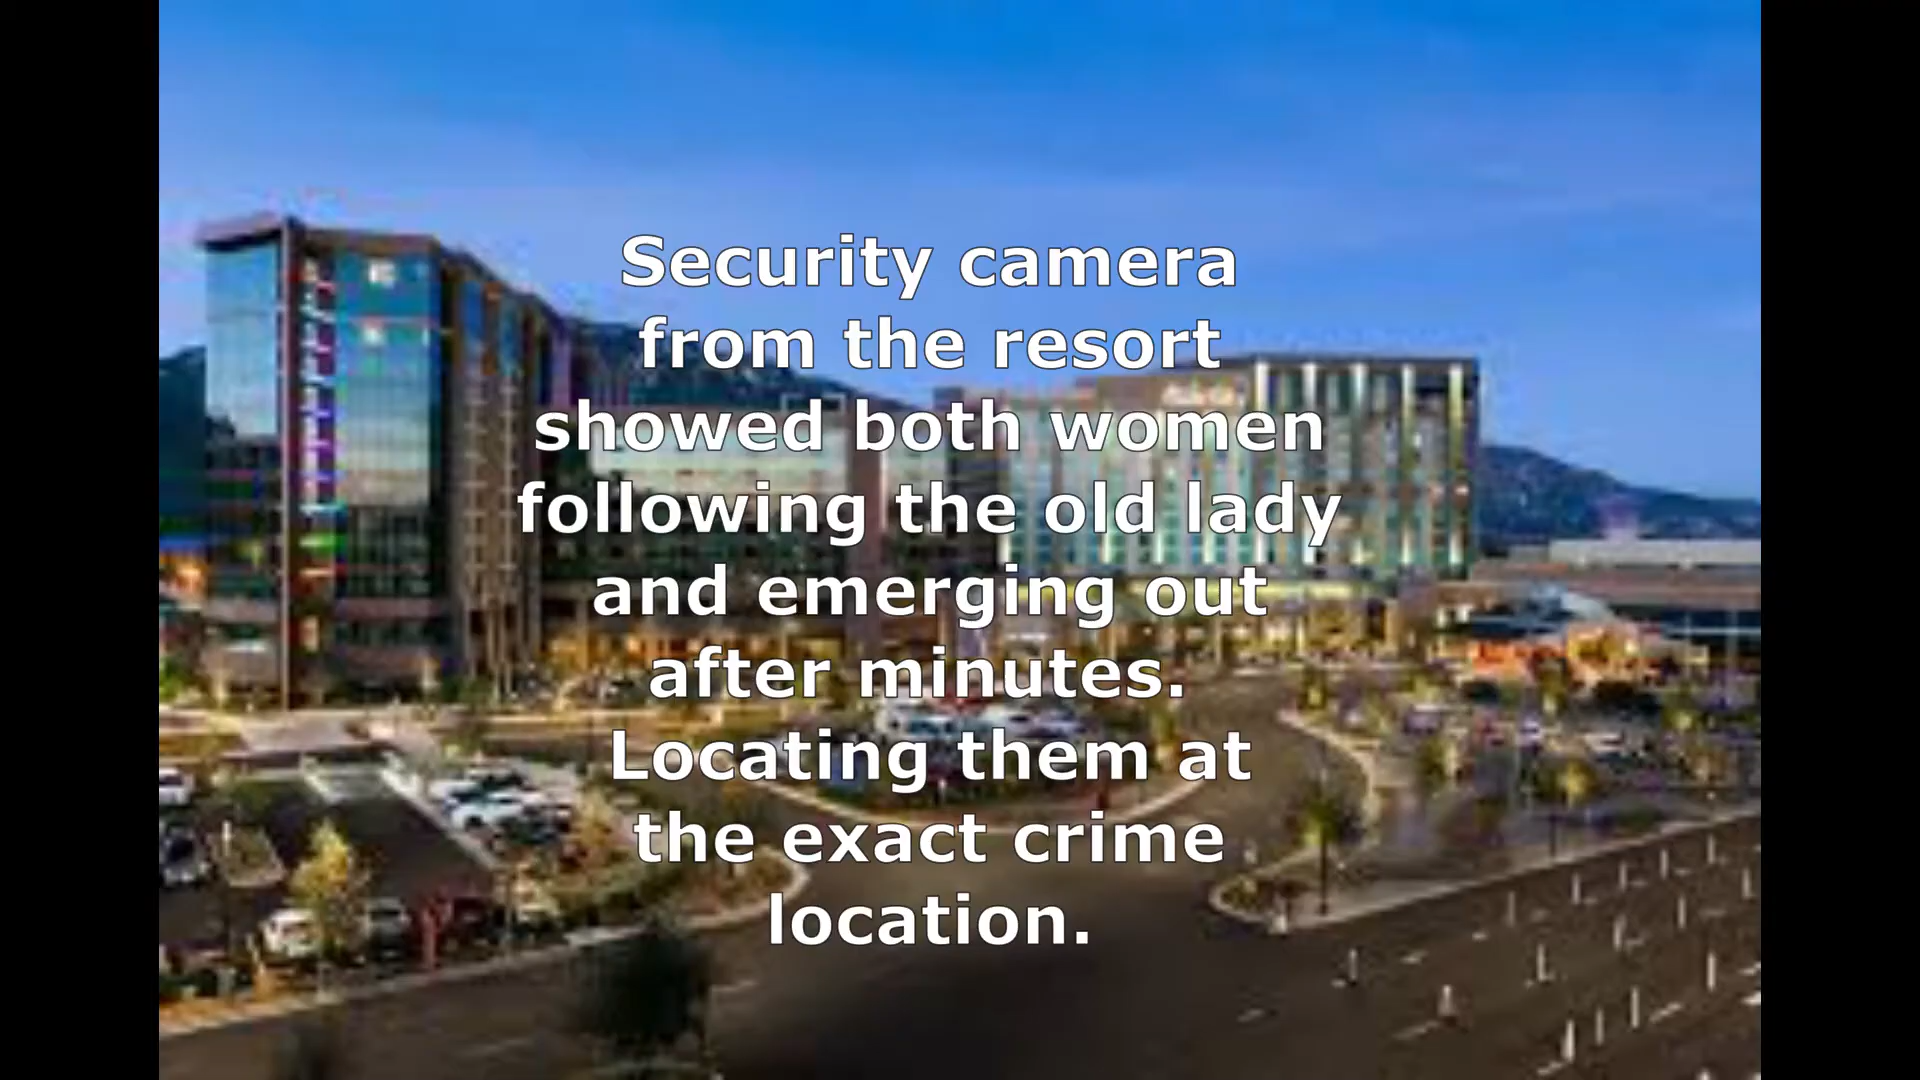 Security camera
from the resort
showed both women
following the old lady
and emerging out
after minutes.
Locating them at
the exact crime
location.